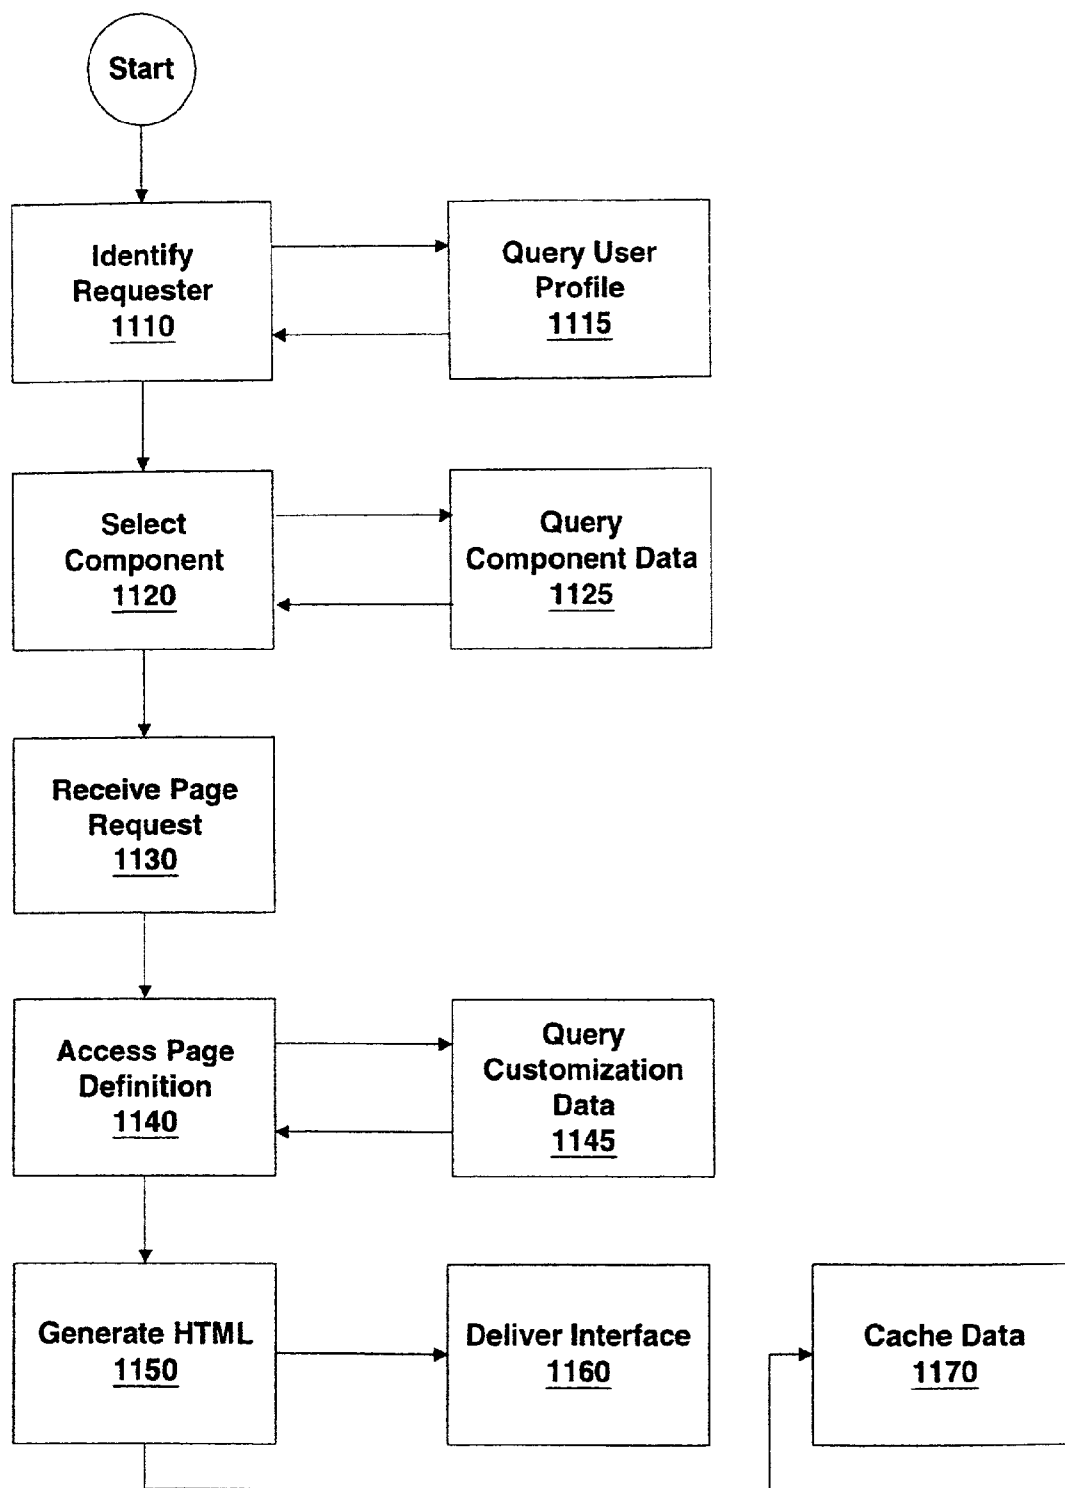 Start
Identify
Requester
1110
Query User
Profile
1115
Select
Component
1120
Query
Component Data
1125
Receive Page
Request
1130
Access Page
Definition
1140
Query
Customization
Data
1145
Generate HTML
1150
Deliver Interface
1160
Cache Data
1170